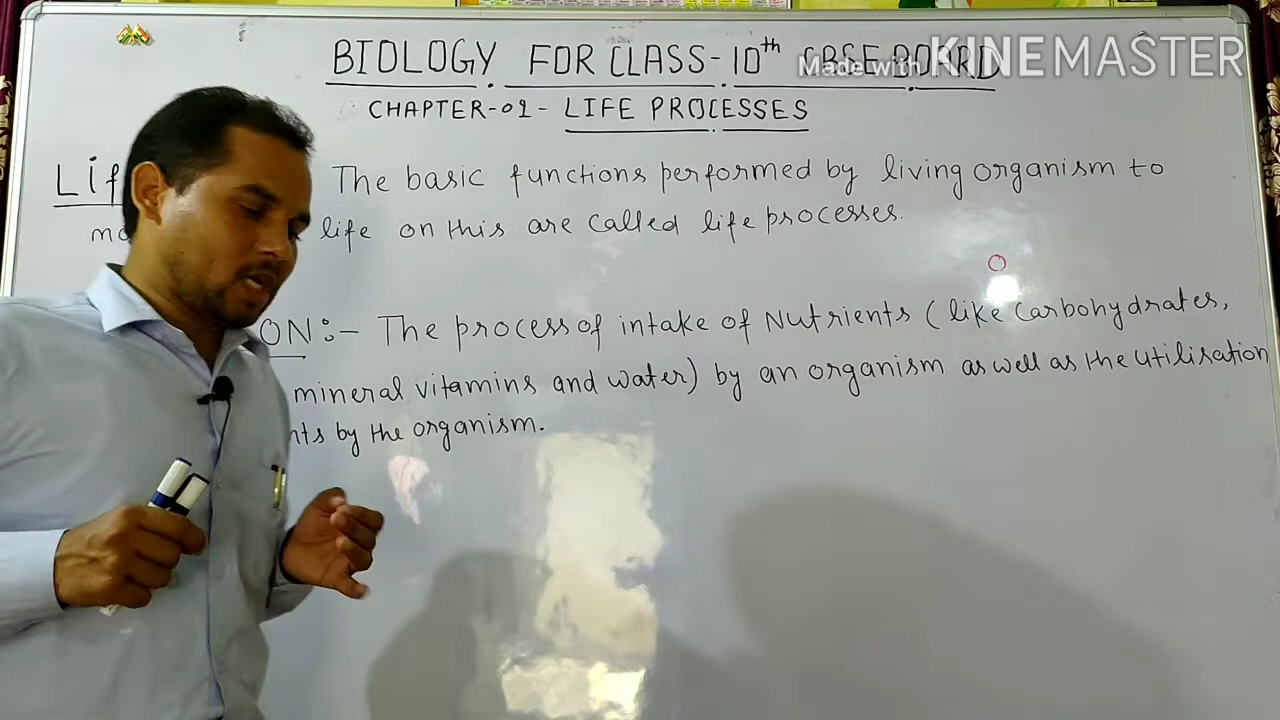 BIOLOGY FOR CLASS-10th CBSE BOARD
Made with KINEMASTER
CHAPTER-01- LIFE PROCESSES
Lif The basic functions performed by living organism to
life on this are called life processes.
ON:- The process of intake of Nutrients (like carbohydrates,
mineral vitamins and water) by an organism as well as the utilisation
nts by the organism.